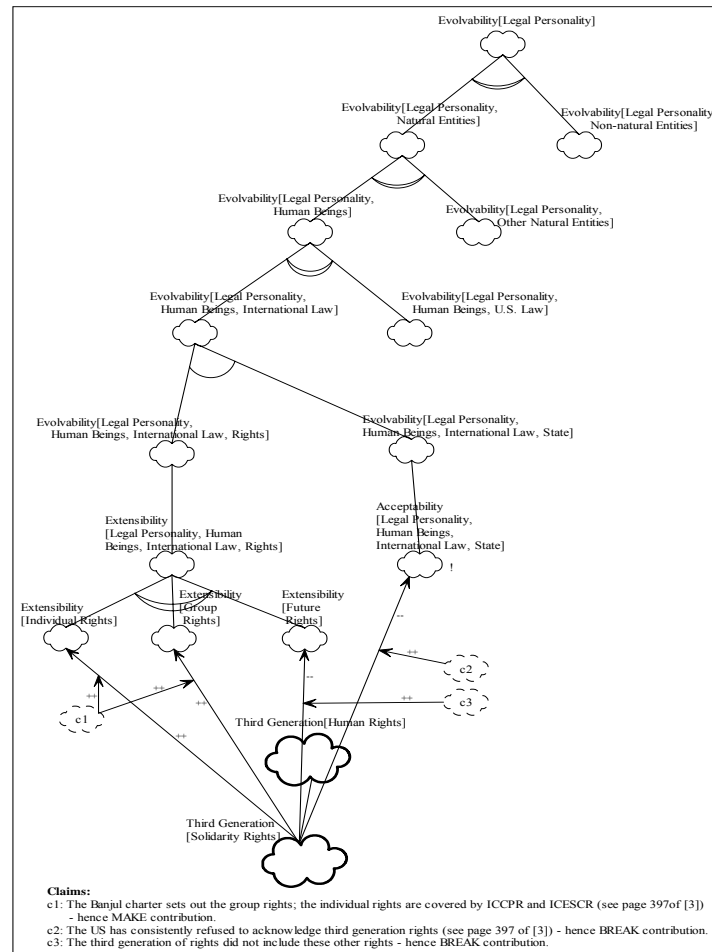 Evolvability[Legal Personality]
Evolvability[Legal Personality,
Natural Entities]
Evolvability[Legal Personality,
Non-natural Entities]
Evolvability[Legal Personality,
Human Beings]
Evolvability[Legal Personality,
Other Natural Entities]
Evolvability[Legal Personality,
Human Beings, International Law]
Evolvability[Legal Personality,
Human Beings, U.S. Law]
Evolvability[Legal Personality,
Human Beings, International Law, Rights]
Evolvability[Legal Personality,
Human Beings, International Law, State]
Extensibility
[Legal Personality, Human
Beings, International Law, Rights]
Acceptability
[Legal Personality,
Human Beings,
International Law, State]
!
Extensibility
[Individual Rights]
Extensibility
[Group
Rights]
Extensibility
[Future
Rights]
--
++
c2
++
++
--
++
c3
c1
++
++
Third Generation[Human Rights]
Third Generation
[Solidarity Rights]
Claims:
c1: The Banjul charter sets out the group rights; the individual rights are covered by ICCPR and ICESCR (see page 397of [3])
- hence MAKE contribution.
c2: The US has consistently refused to acknowledge third generation rights (see page 397 of [3]) - hence BREAK contribution.
c3: The third generation of rights did not include these other rights - hence BREAK contribution.